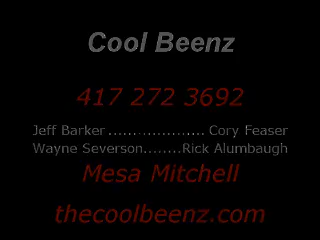 Cool Beenz
417 272 3692
Jeff Barker.................... Cory Feaser
Wayne Severson........Rick Alumbaugh
Mesa Mitchell
thecoolbeenz.com